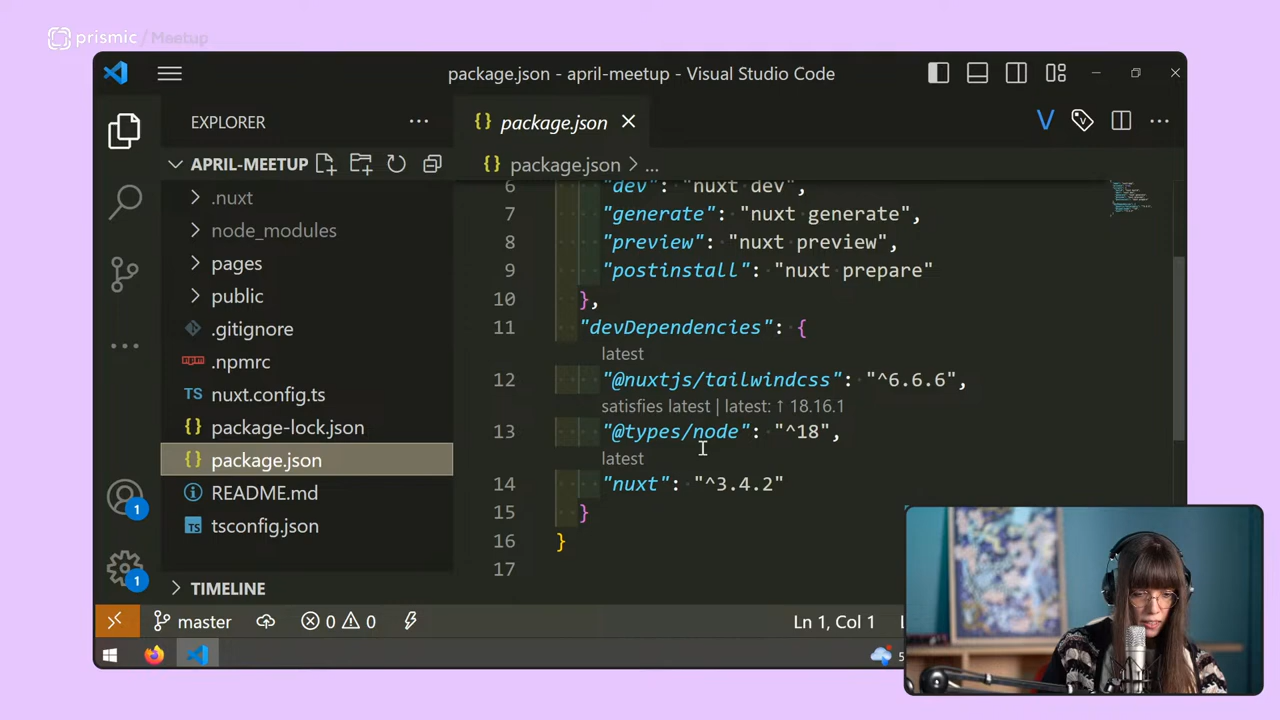 prismic / Meetup
package.json - april-meetup - Visual Studio Code
EXPLORER
package.json
APRIL-MEETUP
package.json > ...
.nuxt
node_modules
pages
public
.gitignore
.npmrc
nuxt.config.ts
package-lock.json
package.json
README.md
tsconfig.json
TIMELINE
6 "dev": "nuxt dev",
7 "generate": "nuxt generate",
8 "preview": "nuxt preview",
9 "postinstall": "nuxt prepare"
10 },
11 "devDependencies": {
latest
12 "@nuxtjs/tailwindcss": "^6.6.6",
satisfies latest | latest: ↑ 18.16.1
13 "@types/node": "^18",
latest
14 "nuxt": "^3.4.2"
15 }
16 }
17
1
1
master
0 0
Ln 1, Col 1